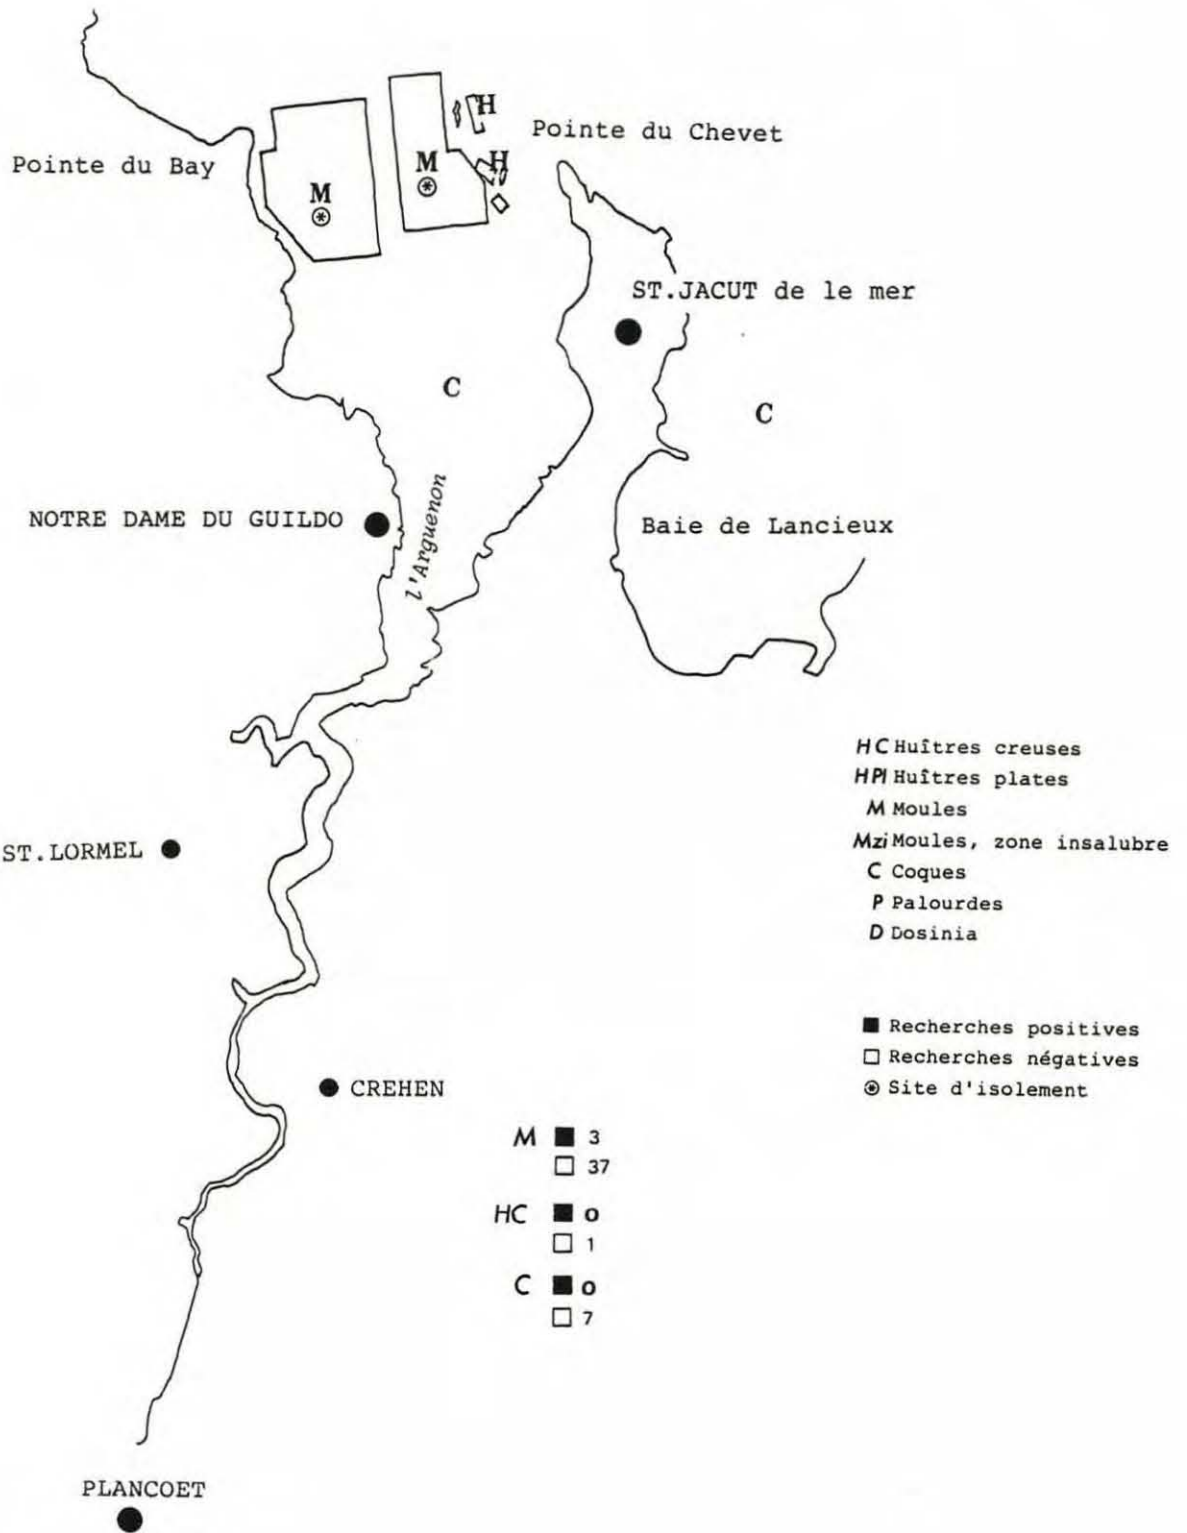 H
Pointe du Chevet
Pointe du Bay
M
H
M
ST.JACUT de le mer
C
C
NOTRE DAME DU GUILDO
l'Arguenon
Baie de Lancieux
HC Huîtres creuses
HPl Huîtres plates
M Moules
Mzi Moules, zone insalubre
C Coques
P Palourdes
D Dosinia
ST.LORMEL
■ Recherches positives
□ Recherches négatives
⊛ Site d'isolement
CREHEN
M ■ 3
□ 37
HC ■ 0
□ 1
C ■ 0
□ 7
PLANCOET